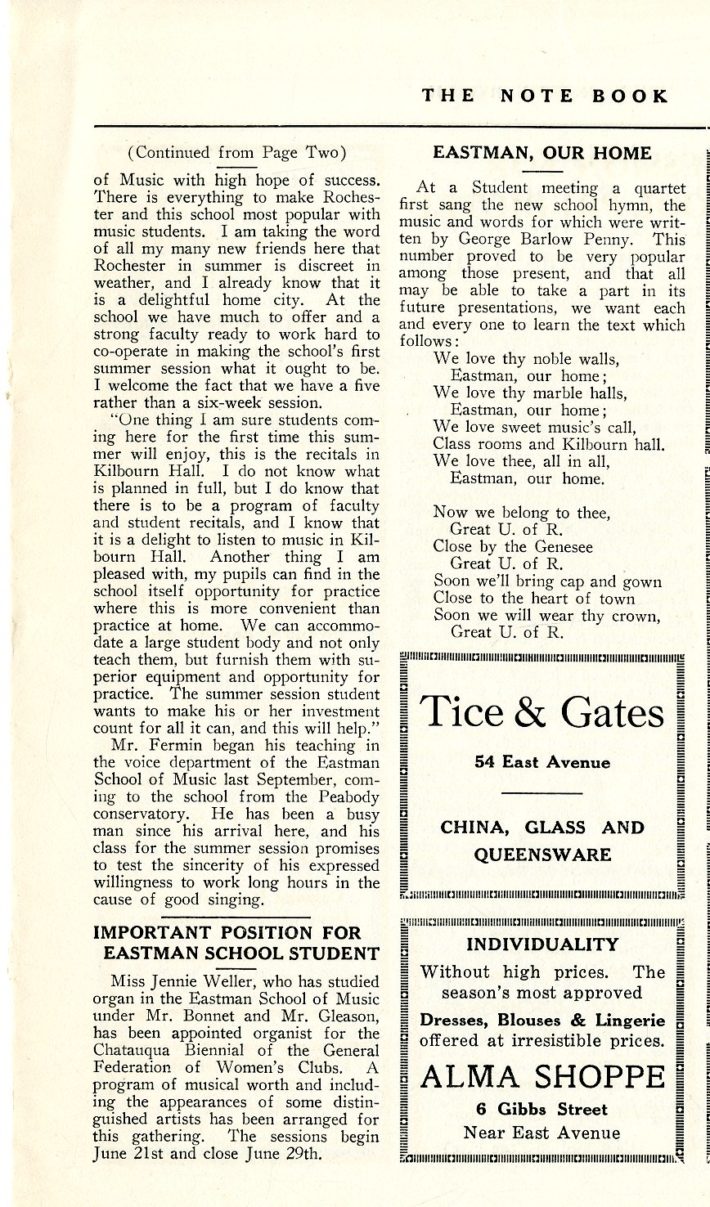 THE NOTE BOOK
(Continued from Page Two)
of Music with high hope of success.
There is everything to make Roches-
ter and this school most popular with
music students. I am taking the word
of all my many new friends here that
Rochester in summer is discreet in
weather, and I already know that it
is a delightful home city. At the
school we have much to offer and a
strong faculty ready to work hard to
co-operate in making the school's first
summer session what it ought to be.
I welcome the fact that we have a five
rather than a six-week session.
"One thing I am sure students com-
ing here for the first time this sum-
mer will enjoy, this is the recitals in
Kilbourn Hall. I do not know what
is planned in full, but I do know that
there is to be a program of faculty
and student recitals, and I know that
it is a delight to listen to music in Kil-
bourn Hall. Another thing I am
pleased with, my pupils can find in the
school itself opportunity for practice
where this is more convenient than
practice at home. We can accommo-
date a large student body and not only
teach them, but furnish them with su-
perior equipment and opportunity for
practice. The summer session student
wants to make his or her investment
count for all it can, and this will help."
Mr. Fermin began his teaching in
the voice department of the Eastman
School of Music last September, com-
ing to the school from the Peabody
conservatory. He has been a busy
man since his arrival here, and his
class for the summer session promises
to test the sincerity of his expressed
willingness to work long hours in the
cause of good singing.
IMPORTANT POSITION FOR
EASTMAN SCHOOL STUDENT
Miss Jennie Weller, who has studied
organ in the Eastman School of Music
under Mr. Bonnet and Mr. Gleason,
has been appointed organist for the
Chatauqua Biennial of the General
Federation of Women's Clubs. A
program of musical worth and includ-
ing the appearances of some distin-
guished artists has been arranged for
this gathering. The sessions begin
June 21st and close June 29th.
EASTMAN, OUR HOME
At a Student meeting a quartet
first sang the new school hymn, the
music and words for which were writ-
ten by George Barlow Penny. This
number proved to be very popular
among those present, and that all
may be able to take a part in its
future presentations, we want each
and every one to learn the text which
follows:
We love thy noble walls,
Eastman, our home;
We love thy marble halls,
Eastman, our home;
We love sweet music's call,
Class rooms and Kilbourn hall.
We love thee, all in all,
Eastman, our home.
Now we belong to thee,
Great U. of R.
Close by the Genesee
Great U. of R.
Soon we'll bring cap and gown
Close to the heart of town
Soon we will wear thy crown,
Great U. of R.
Tice & Gates
54 East Avenue
CHINA, GLASS AND
QUEENSWARE
INDIVIDUALITY
Without high prices. The
season's most approved
Dresses, Blouses & Lingerie
offered at irresistible prices.
ALMA SHOPPE
6 Gibbs Street
Near East Avenue